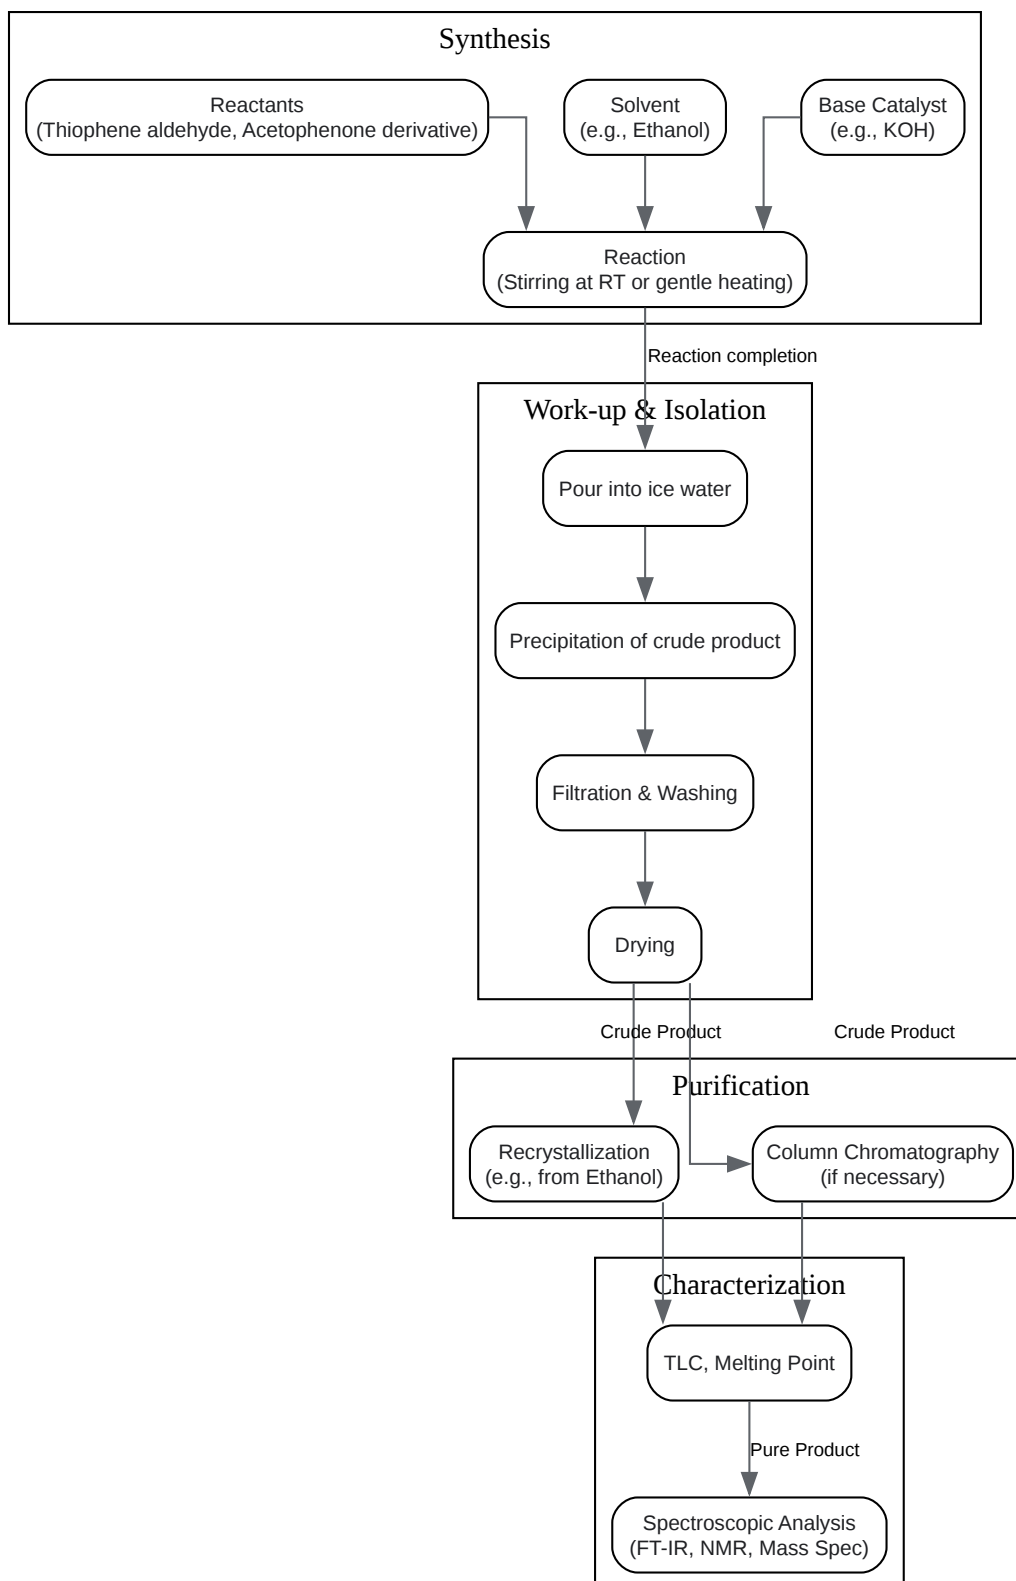 Synthesis
Reactants
(Thiophene aldehyde, Acetophenone derivative)
Solvent
(e.g., Ethanol)
Base Catalyst
(e.g., KOH)
Reaction
(Stirring at RT or gentle heating)
Reaction completion
Work-up & Isolation
Pour into ice water
Precipitation of crude product
Filtration & Washing
Drying
Crude Product
Crude Product
Purification
Recrystallization
(e.g., from Ethanol)
Column Chromatography
(if necessary)
Characterization
TLC, Melting Point
Pure Product
Spectroscopic Analysis
(FT-IR, NMR, Mass Spec)